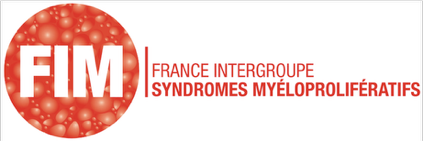 FIM
FRANCE INTERGROUPE
SYNDROMES MYÉLOPROLIFÉRATIFS